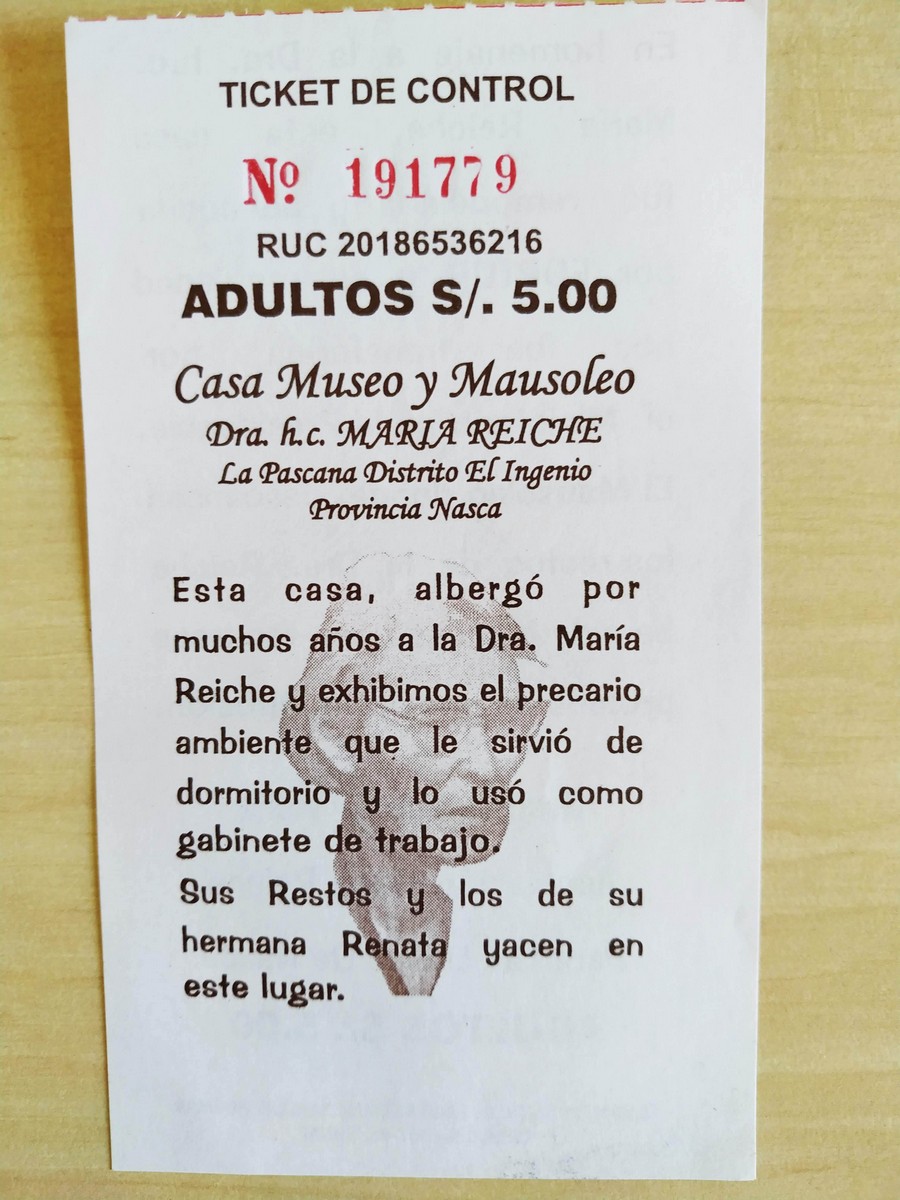 TICKET DE CONTROL
Nº 191779
RUC 20186536216
ADULTOS S/. 5.00
Casa Museo y Mausoleo
Dra. h.c. MARIA REICHE
La Pascana Distrito El Ingenio
Provincia Nasca
Esta casa, albergó por
muchos años a la Dra. María
Reiche y exhibimos el precario
ambiente que le sirvió de
dormitorio y lo usó como
gabinete de trabajo.
Sus Restos y los de su
hermana Renata yacen en
este lugar.